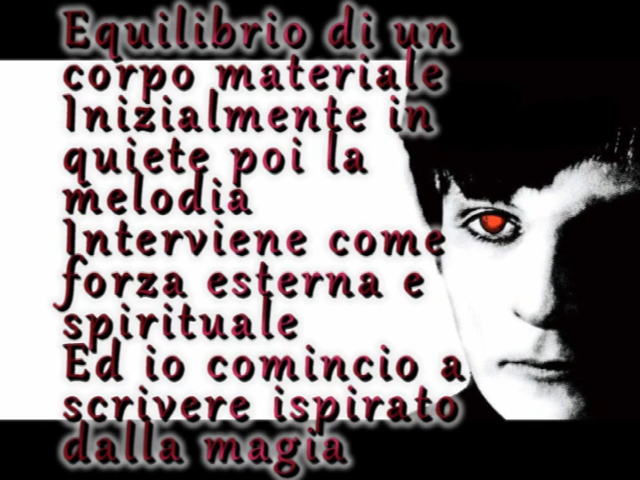 Equilibrio di un
corpo materiale
Inizialmente in
quiete poi la
melodia
Interviene come
forza esterna e
spirituale
Ed io comincio a
scrivere ispirato
dalla magia